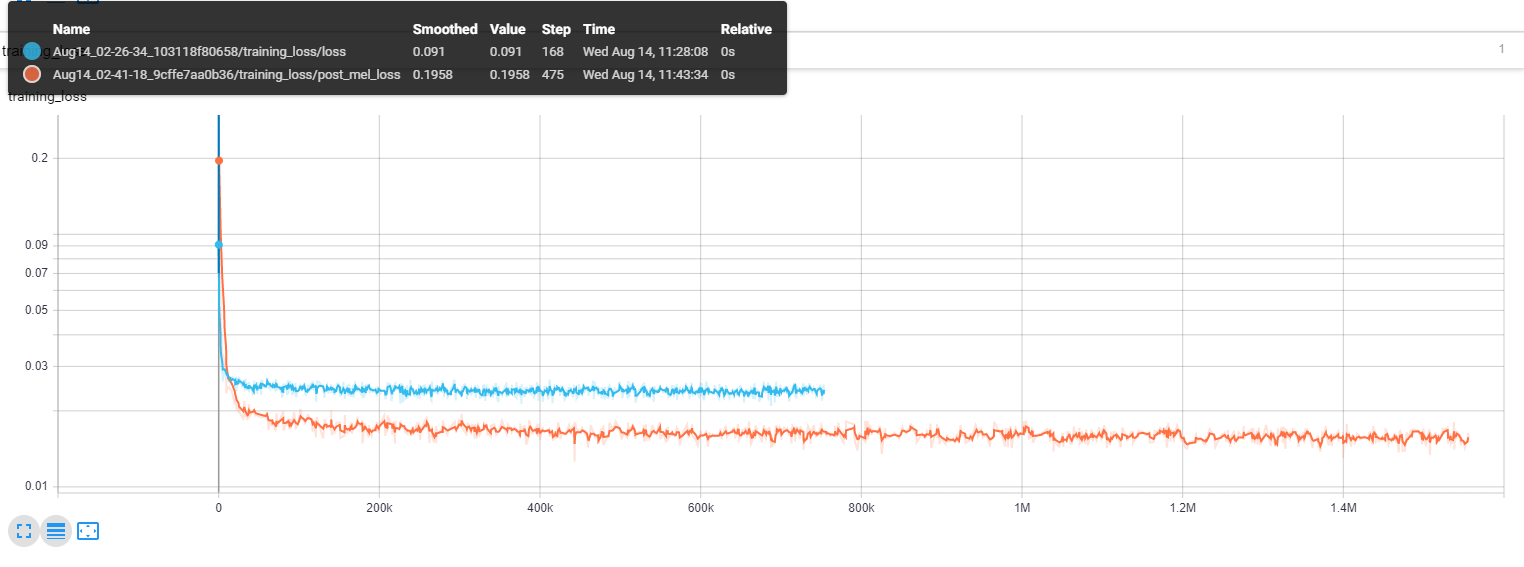 Name Smoothed Value Step Time Relative
Aug14_02-26-34_103118f80658/training_loss/loss 0.091 0.091 168 Wed Aug 14, 11:28:08 0s
1
Aug14_02-41-18_9cffe7aa0b36/training_loss/post_mel_loss 0.1958 0.1958 475 Wed Aug 14, 11:43:34 0s
training_loss
0.2
0.09
0.07
0.05
0.03
0.01
0 200k 400k 600k 800k 1M 1.2M 1.4M